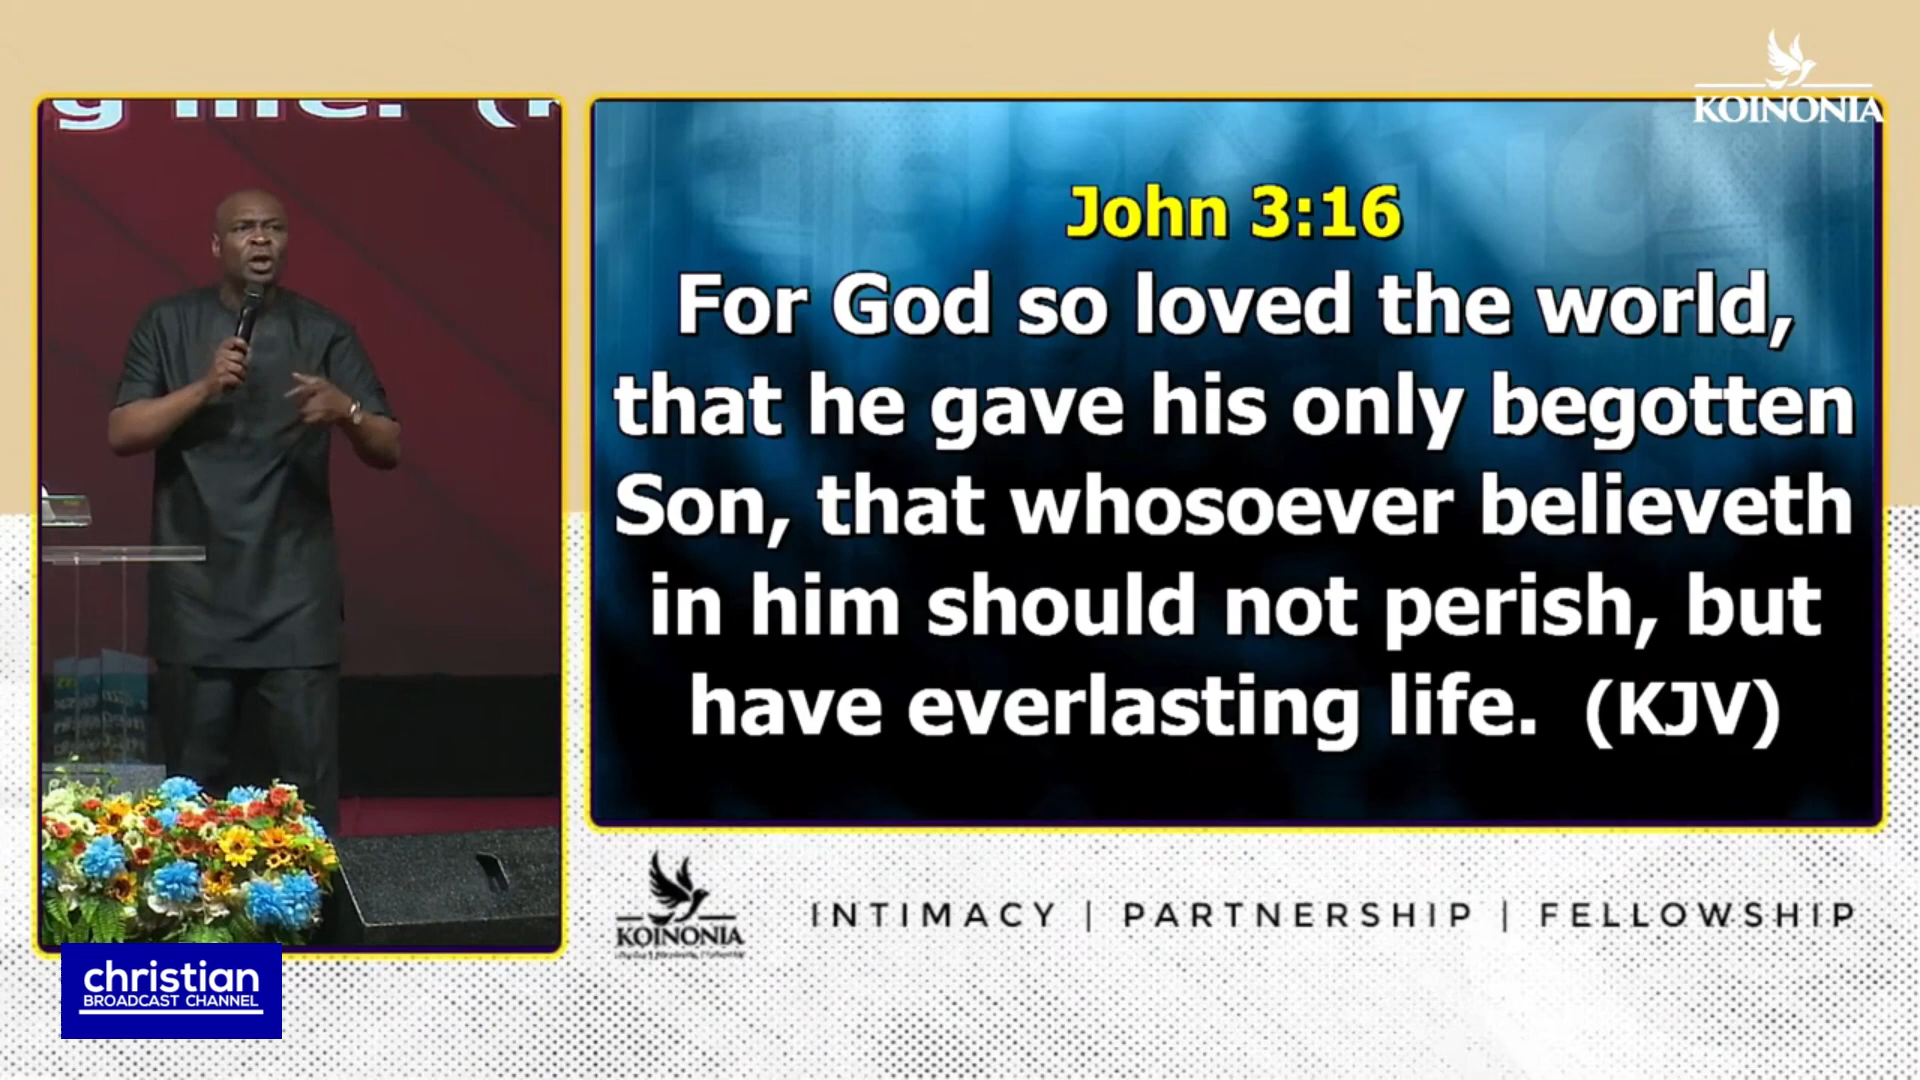 g life. (
KOINONIA
John 3:16
For God so loved the world,
that he gave his only begotten
Son, that whosoever believeth
in him should not perish, but
have everlasting life. (KJV)
KOINONIA
INTIMACY | PARTNERSHIP | FELLOWSHIP
christian
BROADCAST CHANNEL